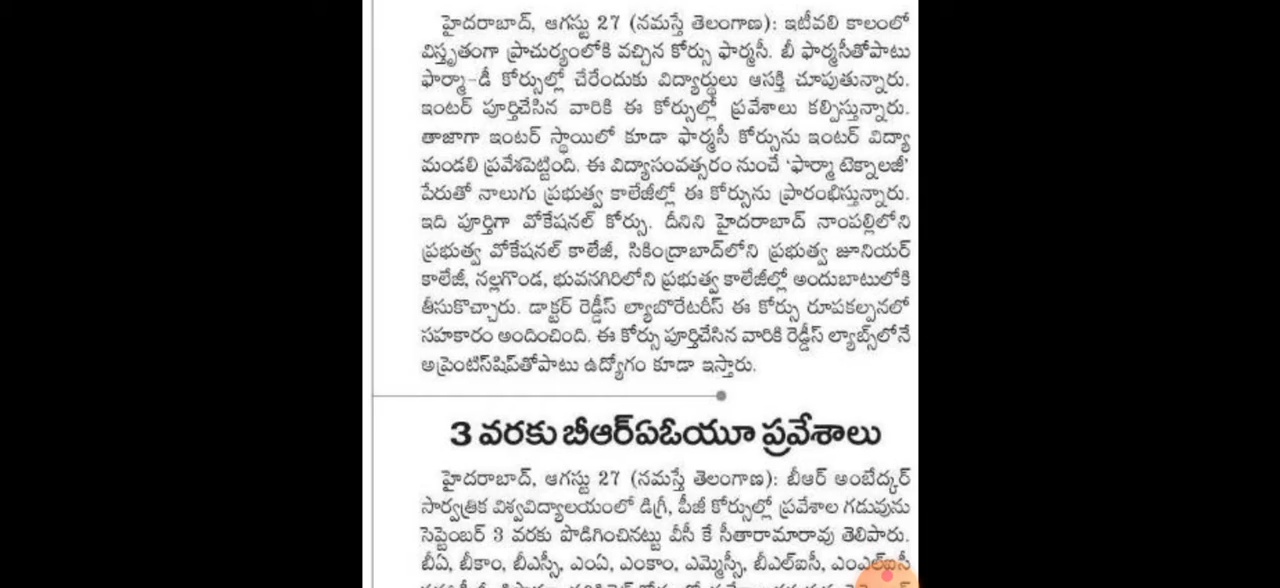 హైదరాబాద్, ఆగస్టు 27 (నమస్తే తెలంగాణ): ఇటీవలి కాలంలో
విస్తృతంగా ప్రాచుర్యంలోకి వచ్చిన కోర్సు ఫార్మసీ. బీ ఫార్మసీతోపాటు
ఫార్మా-డీ కోర్సుల్లో చేరేందుకు విద్యార్థులు ఆసక్తి చూపుతున్నారు.
ఇంటర్ పూర్తిచేసిన వారికి ఈ కోర్సుల్లో ప్రవేశాలు కల్పిస్తున్నారు.
తాజాగా ఇంటర్ స్థాయిలో కూడా ఫార్మసీ కోర్సును ఇంటర్ విద్యా
మండలి ప్రవేశపెట్టింది. ఈ విద్యాసంవత్సరం నుంచే 'ఫార్మా టెక్నాలజీ'
పేరుతో నాలుగు ప్రభుత్వ కాలేజీల్లో ఈ కోర్సును ప్రారంభిస్తున్నారు.
ఇది పూర్తిగా వోకేషనల్ కోర్సు. దీనిని హైదరాబాద్ నాంపల్లిలోని
ప్రభుత్వ వోకేషనల్ కాలేజీ, సికింద్రాబాద్‌లోని ప్రభుత్వ జూనియర్
కాలేజీ, నల్లగొండ, భువనగిరిలోని ప్రభుత్వ కాలేజీల్లో అందుబాటులోకి
తీసుకొచ్చారు. డాక్టర్ రెడ్డీస్ ల్యాబొరేటరీస్ ఈ కోర్సు రూపకల్పనలో
సహకారం అందించింది. ఈ కోర్సు పూర్తిచేసిన వారికి రెడ్డీస్ ల్యాబ్స్‌లోనే
అప్రెంటిస్‌షిప్‌తోపాటు ఉద్యోగం కూడా ఇస్తారు.
3 వరకు బీఆర్ఏఓయూ ప్రవేశాలు
హైదరాబాద్, ఆగస్టు 27 (నమస్తే తెలంగాణ): బీఆర్ అంబేద్కర్
సార్వత్రిక విశ్వవిద్యాలయంలో డిగ్రీ, పీజీ కోర్సుల్లో ప్రవేశాల గడువును
సెప్టెంబర్ 3 వరకు పొడిగించినట్టు వీసీ కే సీతారామారావు తెలిపారు.
బీఏ, బీకాం, బీఎస్సీ, ఎంఏ, ఎంకాం, ఎమ్మెస్సీ, బీఎల్ఐసీ, ఎంఎల్ఐసీ